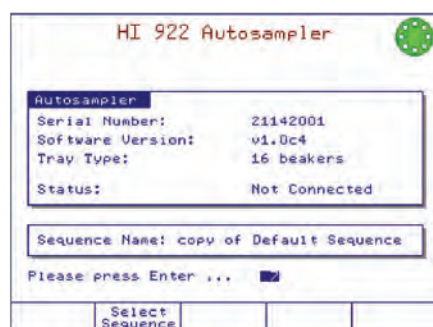 HI 922 Autosampler
Autosampler
Serial Number: 21142001
Software Version: v1.0c4
Tray Type: 16 beakers
Status: Not Connected
Sequence Name: copy of Default Sequence
Please press Enter ...
Select
Sequence